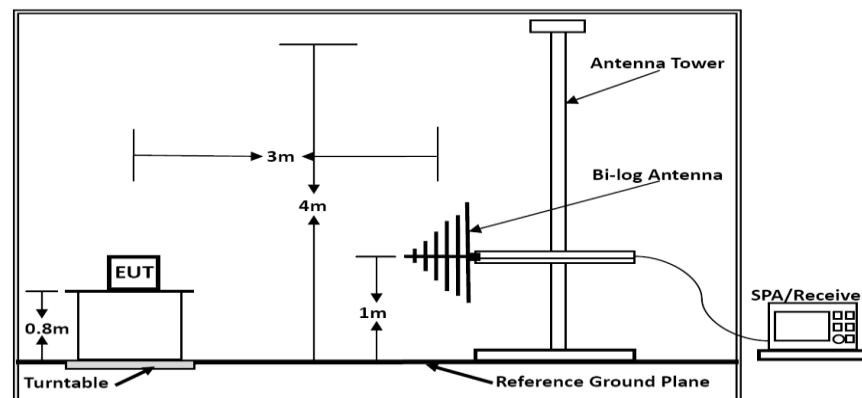 Antenna Tower
3m
Bi-log Antenna
4m
EUT
SPA/Receive
0.8m
1m
Turntable
Reference Ground Plane